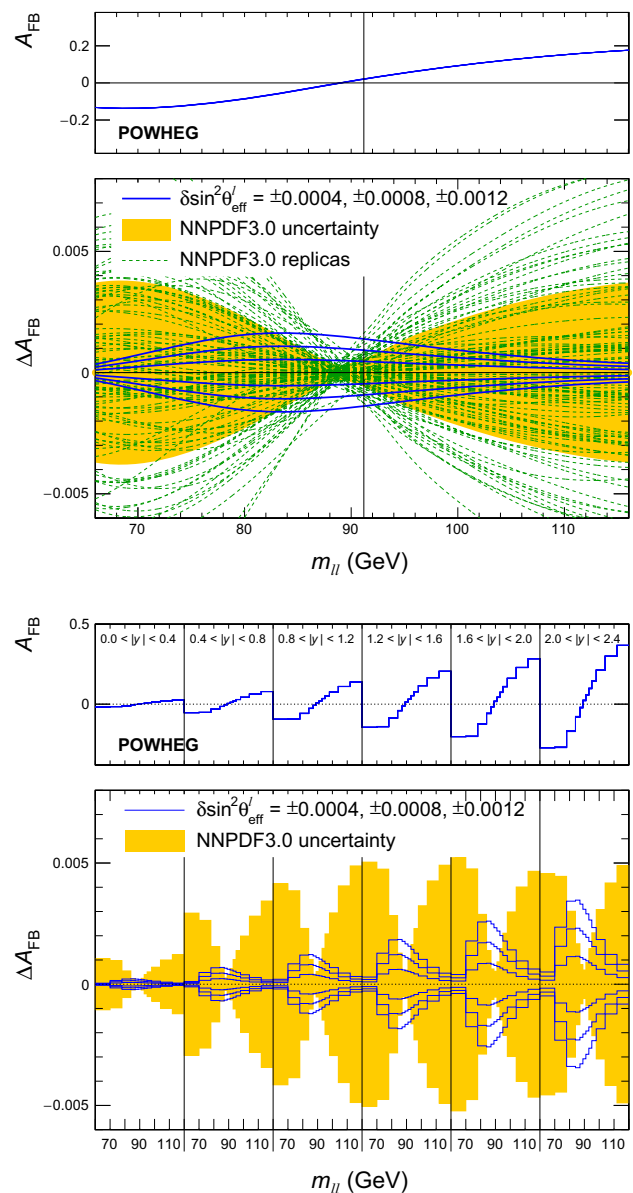 A_FB
0.2
0
−0.2
POWHEG
δsin²θ^l_eff = ±0.0004, ±0.0008, ±0.0012
NNPDF3.0 uncertainty
NNPDF3.0 replicas
ΔA_FB
0.005
0
−0.005
70 80 90 100 110
m_ll (GeV)
A_FB
0.5
0
0.0 < |y| < 0.4 0.4 < |y| < 0.8 0.8 < |y| < 1.2 1.2 < |y| < 1.6 1.6 < |y| < 2.0 2.0 < |y| < 2.4
POWHEG
δsin²θ^l_eff = ±0.0004, ±0.0008, ±0.0012
NNPDF3.0 uncertainty
ΔA_FB
0.005
0
−0.005
70 90 110 70 90 110 70 90 110 70 90 110 70 90 110 70 90 110
m_ll (GeV)